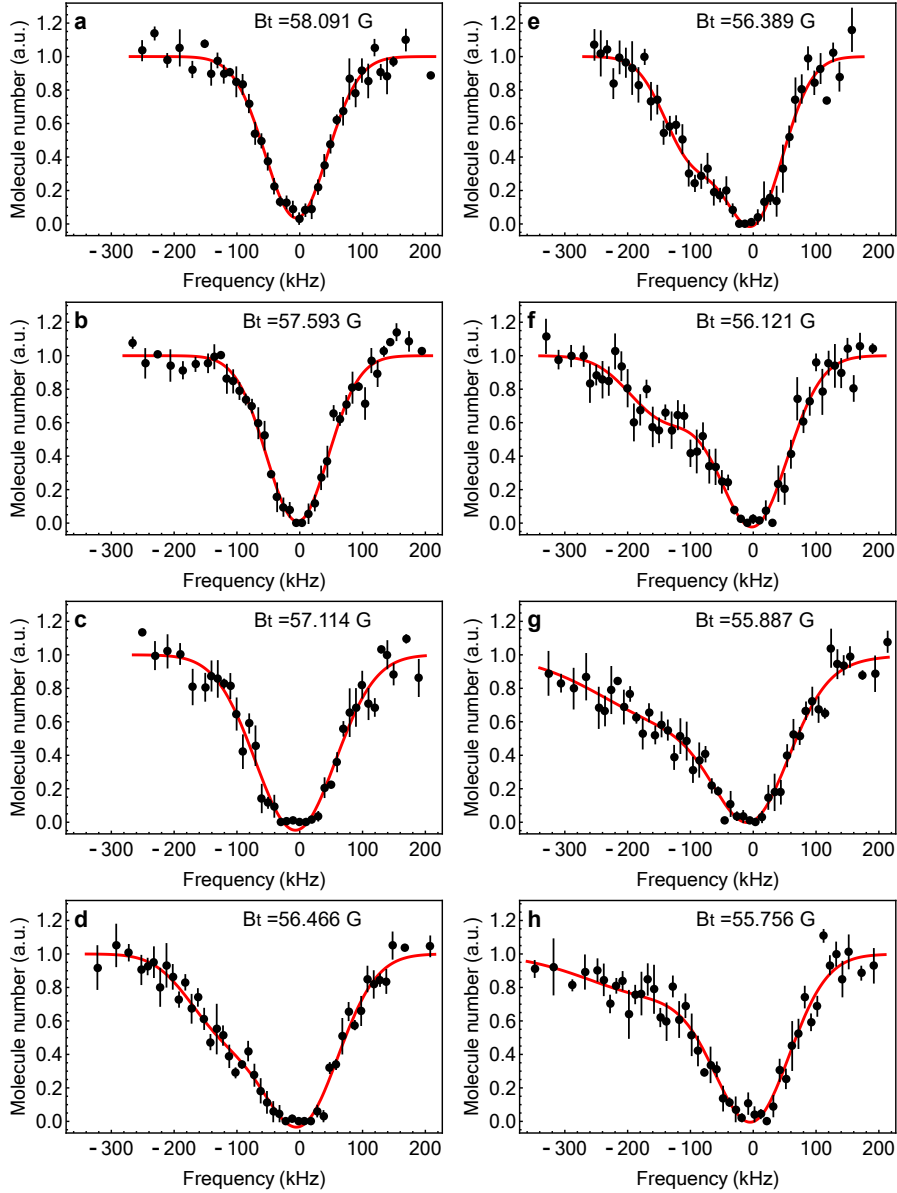 a
Bt =58.091 G
Molecule number (a.u.)
1.2
1.0
0.8
0.6
0.4
0.2
0.0
-300 -200 -100 0 100 200
Frequency (kHz)
b
Bt =57.593 G
Molecule number (a.u.)
1.2
1.0
0.8
0.6
0.4
0.2
0.0
-300 -200 -100 0 100 200
Frequency (kHz)
c
Bt =57.114 G
Molecule number (a.u.)
1.2
1.0
0.8
0.6
0.4
0.2
0.0
-300 -200 -100 0 100 200
Frequency (kHz)
d
Bt =56.466 G
Molecule number (a.u.)
1.2
1.0
0.8
0.6
0.4
0.2
0.0
-300 -200 -100 0 100 200
Frequency (kHz)
e
Bt =56.389 G
Molecule number (a.u.)
1.2
1.0
0.8
0.6
0.4
0.2
0.0
-300 -200 -100 0 100 200
Frequency (kHz)
f
Bt =56.121 G
Molecule number (a.u.)
1.2
1.0
0.8
0.6
0.4
0.2
0.0
-300 -200 -100 0 100 200
Frequency (kHz)
g
Bt =55.887 G
Molecule number (a.u.)
1.2
1.0
0.8
0.6
0.4
0.2
0.0
-300 -200 -100 0 100 200
Frequency (kHz)
h
Bt =55.756 G
Molecule number (a.u.)
1.2
1.0
0.8
0.6
0.4
0.2
0.0
-300 -200 -100 0 100 200
Frequency (kHz)